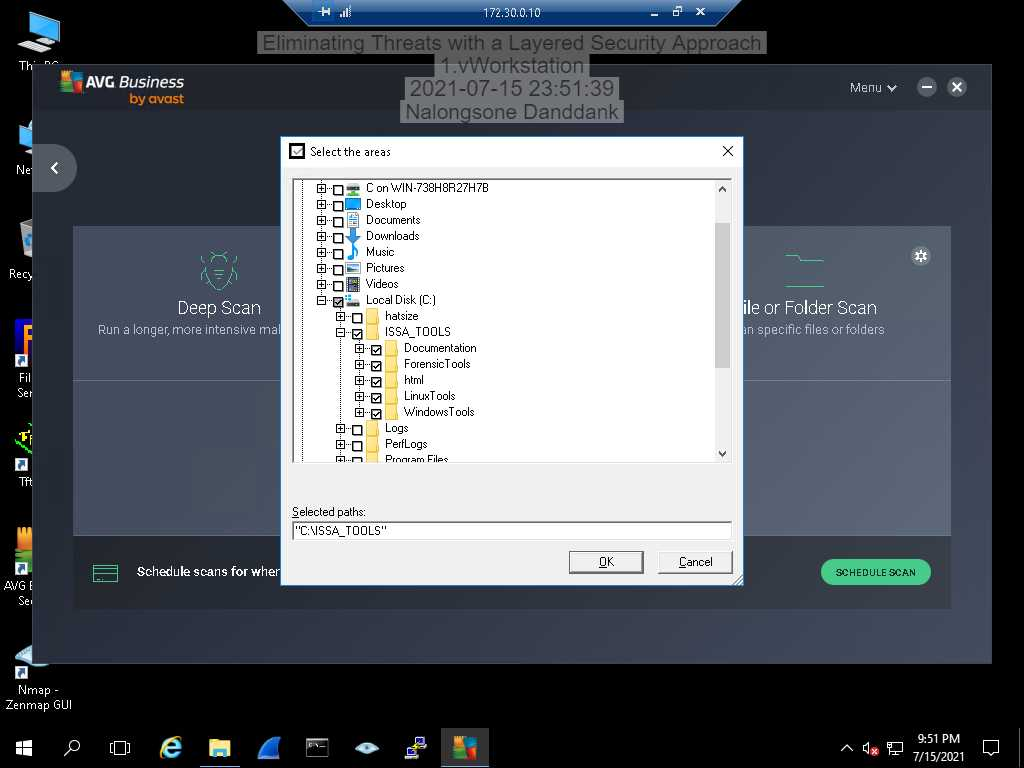 172.30.0.10
Eliminating Threats with a Layered Security Approach
1.vWorkstation
2021-07-15 23:51:39
Nalongsone Danddank
AVG Business
by avast
Menu
Select the areas
C on WIN-738H8R27H7B
Desktop
Documents
Downloads
Music
Pictures
Videos
Local Disk (C:)
hatsize
ISSA_TOOLS
Documentation
ForensicTools
html
LinuxTools
WindowsTools
Logs
PerfLogs
Program Files
Selected paths:
"C:\ISSA_TOOLS"
OK
Cancel
Deep Scan
Run a longer, more intensive mal
ile or Folder Scan
an specific files or folders
Schedule scans for when
SCHEDULE SCAN
This PC
Net
Recy
Fil
Ser
Tft
AVG B
Sec
Nmap -
Zenmap GUI
9:51 PM
7/15/2021